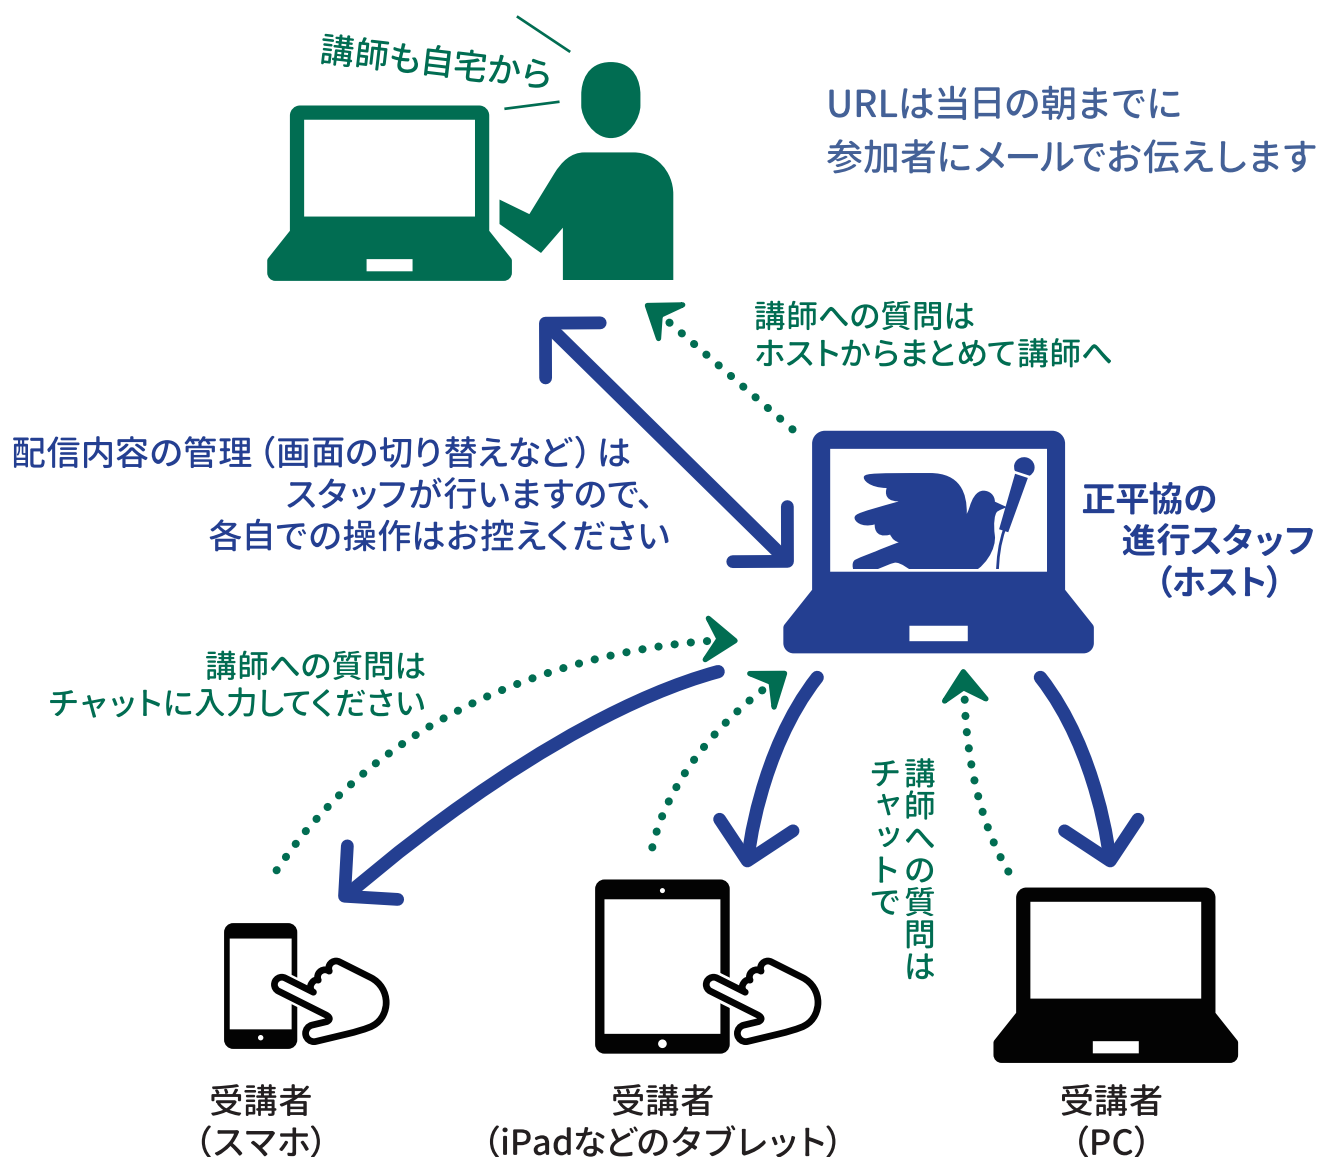 講師も自宅から
URLは当日の朝までに
参加者にメールでお伝えします
講師への質問は
ホストからまとめて講師へ
配信内容の管理（画面の切り替えなど）は
スタッフが行いますので、
各自での操作はお控えください
正平協の
進行スタッフ
（ホスト）
講師への質問は
チャットに入力してください
講師への質問は
チャットで
受講者
（スマホ）
受講者
（iPadなどのタブレット）
受講者
（PC）